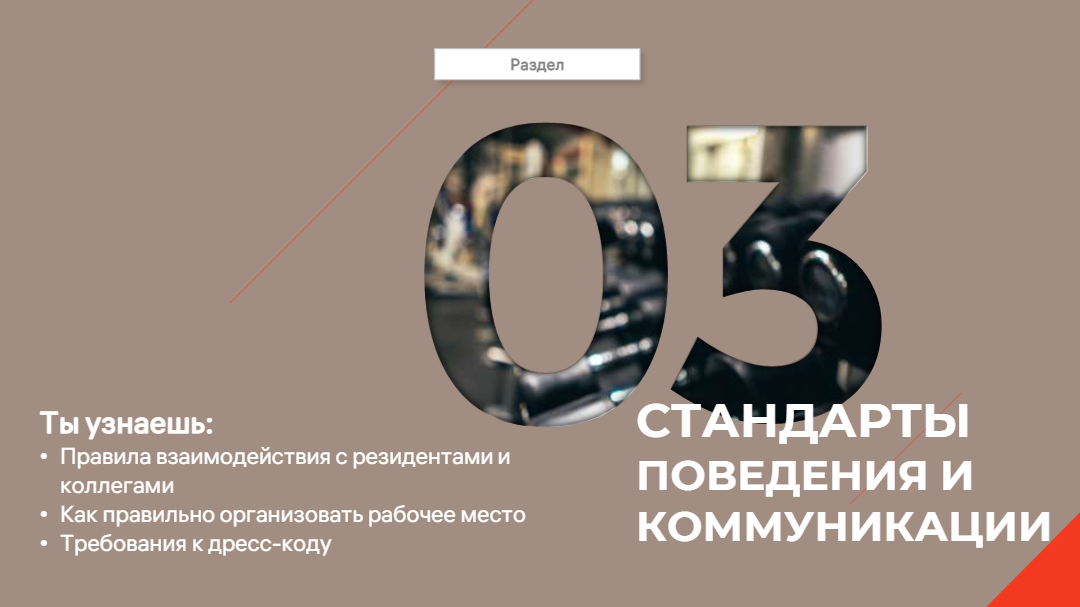 Раздел
03
СТАНДАРТЫ
ПОВЕДЕНИЯ И
КОММУНИКАЦИИ
Ты узнаешь:
• Правила взаимодействия с резидентами и
коллегами
• Как правильно организовать рабочее место
• Требования к дресс-коду